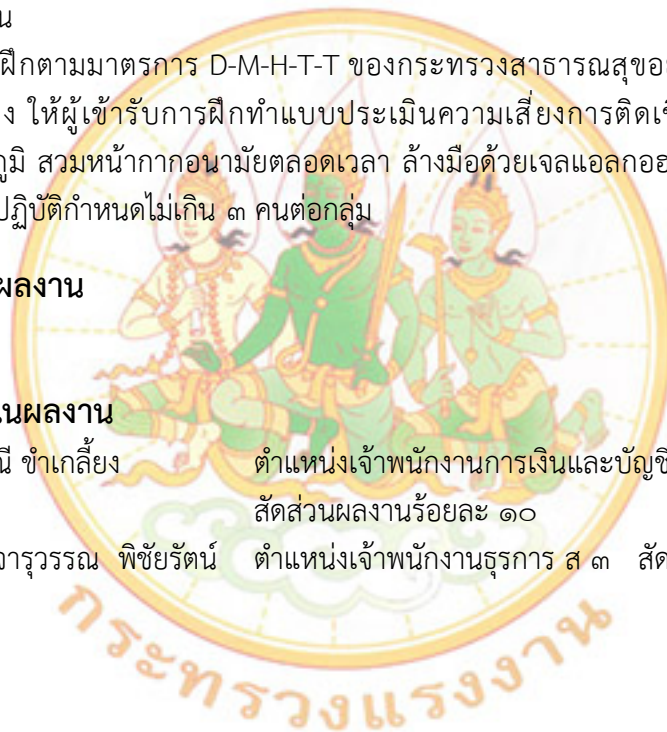 น
ฝึกตามมาตรการ D-M-H-T-T ของกระทรวงสาธารณสุขอย
ง ให้ผู้เข้ารับการฝึกทำแบบประเมินความเสี่ยงการติดเชื
ภูมิ สวมหน้ากากอนามัยตลอดเวลา ล้างมือด้วยเจลแอลกออ
ปฏิบัติกำหนดไม่เกิน ๓ คนต่อกลุ่ม
ผลงาน
นผลงาน
ณี ขำเกลี้ยง ตำแหน่งเจ้าพนักงานการเงินและบัญชี
สัดส่วนผลงานร้อยละ ๑๐
จารุวรรณ พิชัยรัตน์ ตำแหน่งเจ้าพนักงานธุรการ ส ๓ สัด
กระทรวงแรงงาน